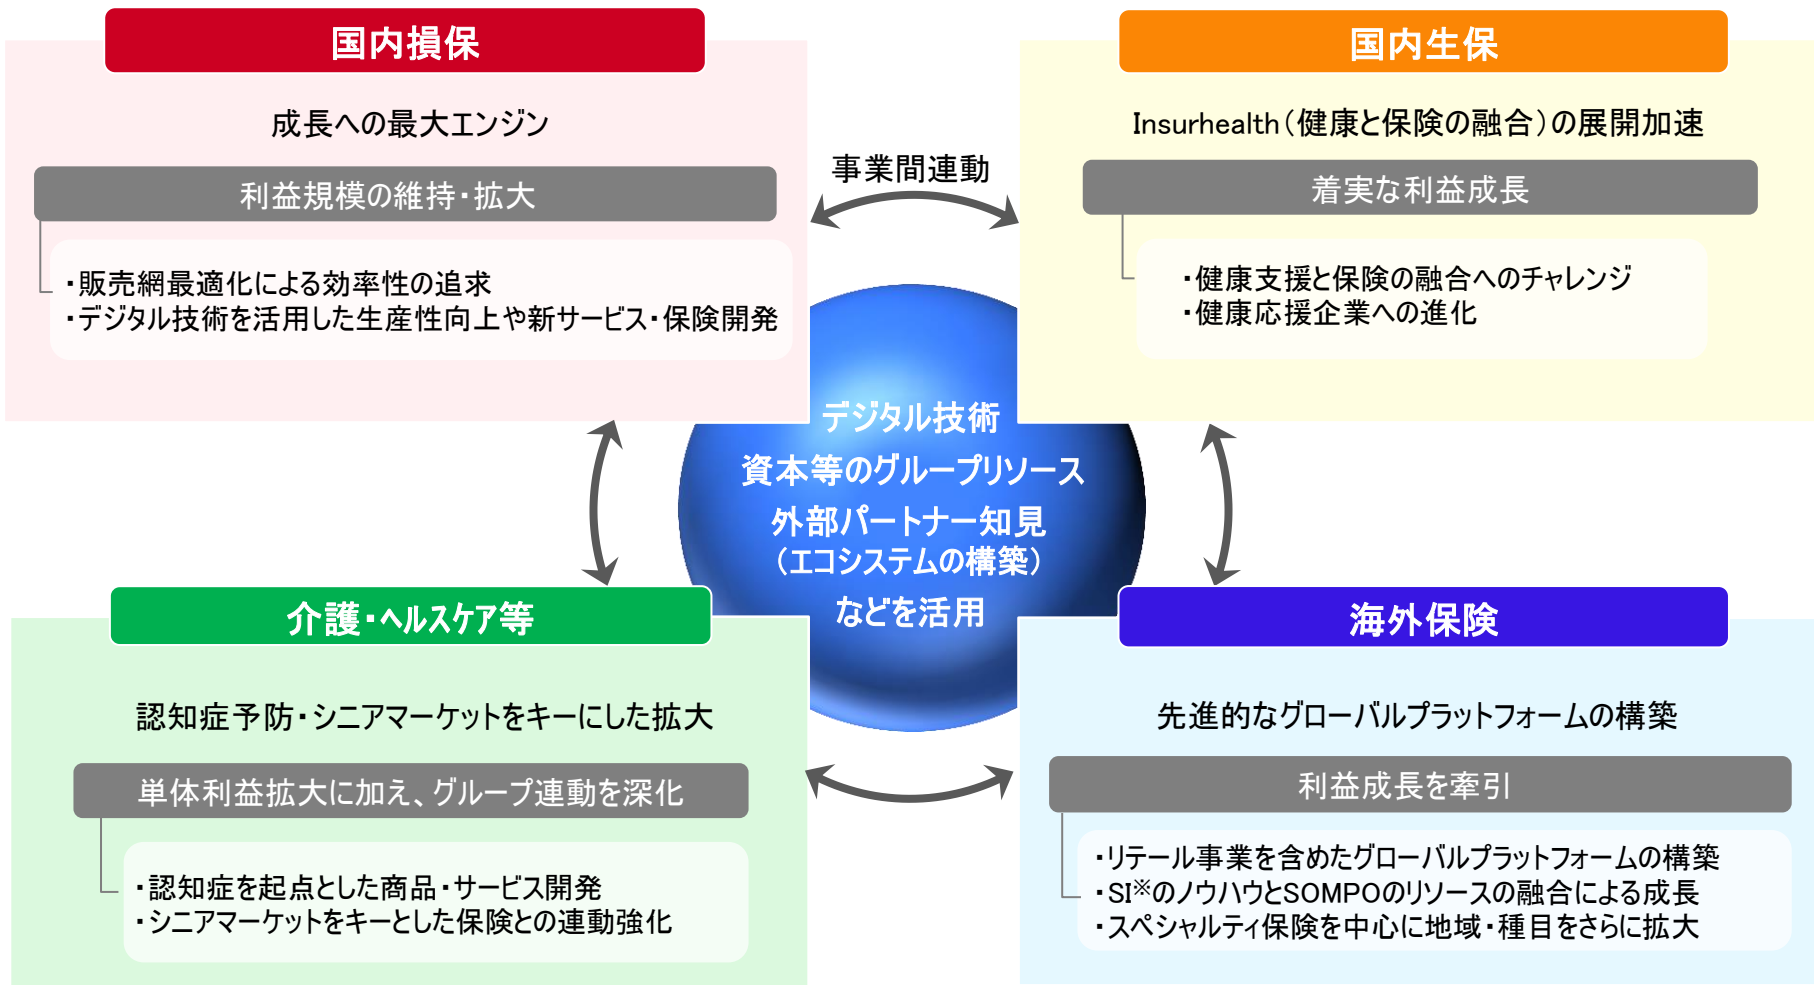 国内損保
成長への最大エンジン
利益規模の維持・拡大
・販売網最適化による効率性の追求
・デジタル技術を活用した生産性向上や新サービス・保険開発
事業間連動
国内生保
Insurhealth（健康と保険の融合）の展開加速
着実な利益成長
・健康支援と保険の融合へのチャレンジ
・健康応援企業への進化
デジタル技術
資本等のグループリソース
外部パートナー知見
（エコシステムの構築）
などを活用
介護・ヘルスケア等
認知症予防・シニアマーケットをキーにした拡大
単体利益拡大に加え、グループ連動を深化
・認知症を起点とした商品・サービス開発
・シニアマーケットをキーとした保険との連動強化
海外保険
先進的なグローバルプラットフォームの構築
利益成長を牽引
・リテール事業を含めたグローバルプラットフォームの構築
・SI※のノウハウとSOMPOのリソースの融合による成長
・スペシャルティ保険を中心に地域・種目をさらに拡大